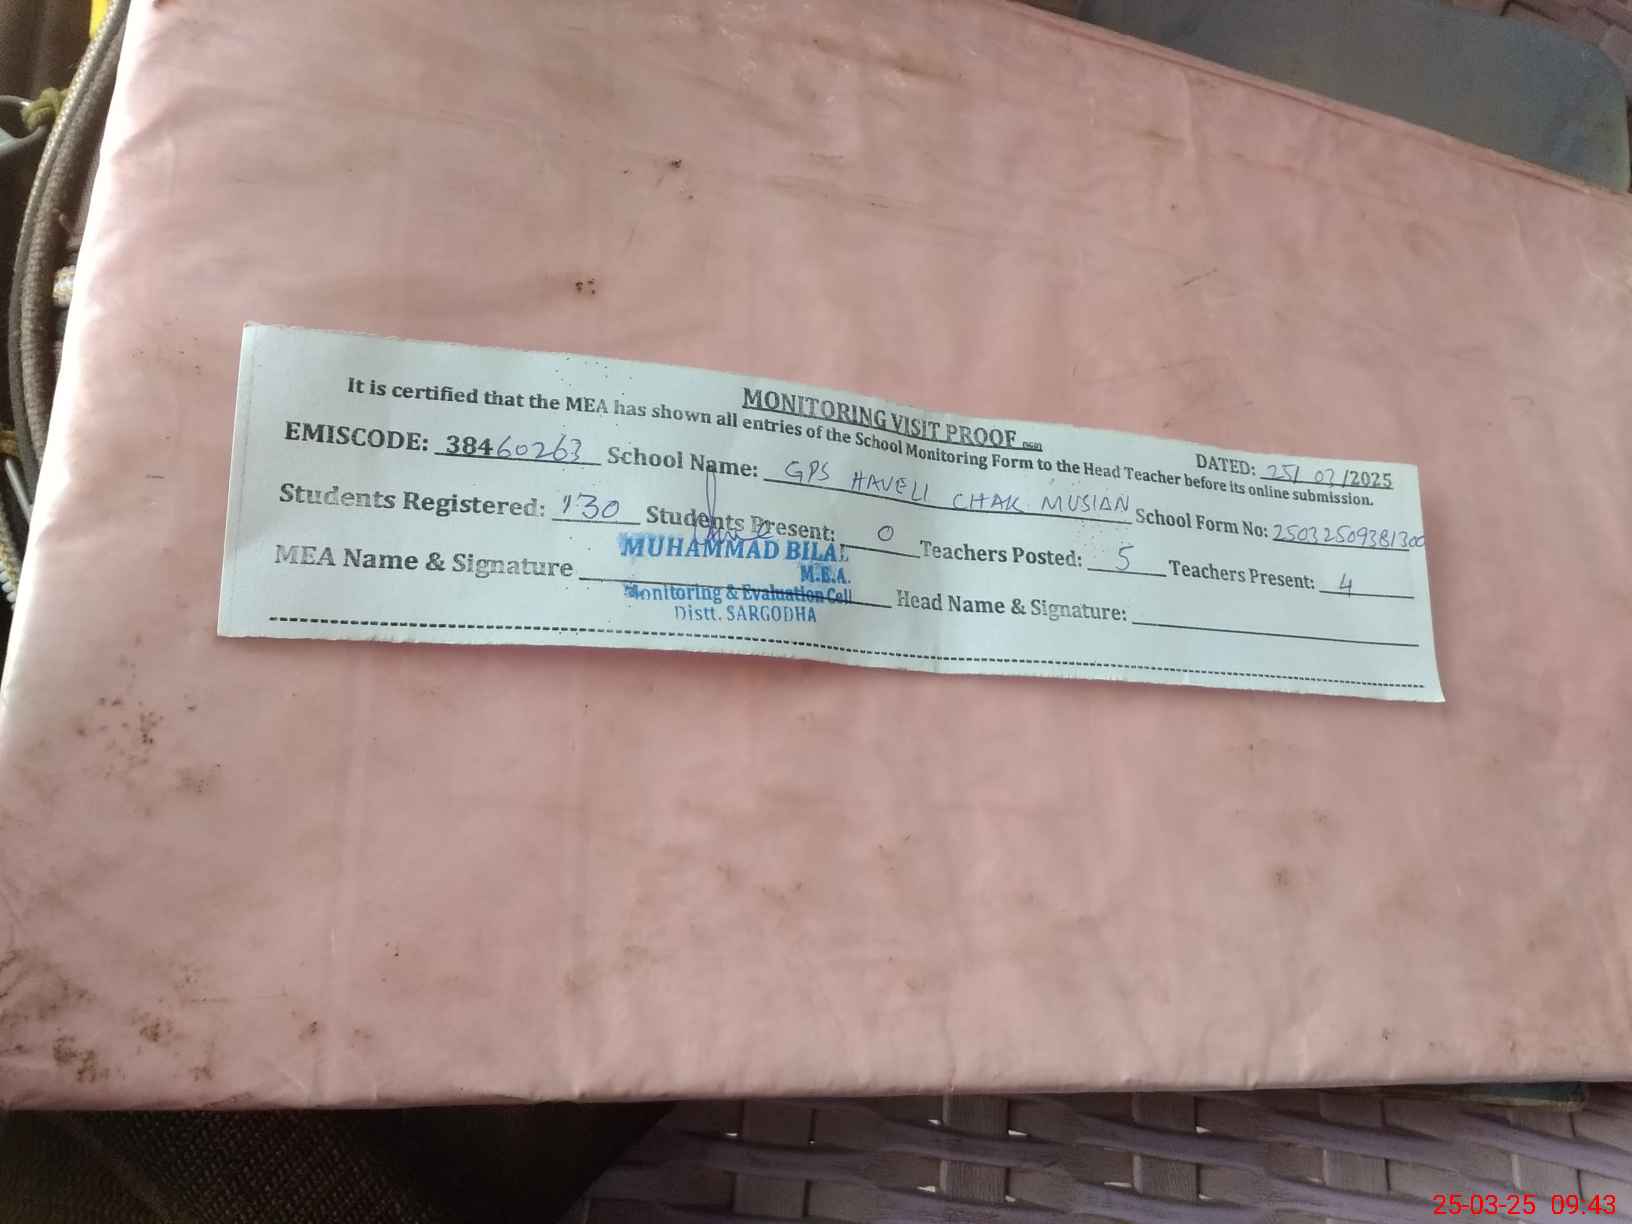 MONITORING VISIT PROOF
DATED: 25/03/2025
It is certified that the MEA has shown all entries of the School Monitoring Form to the Head Teacher before its online submission.
EMISCODE: 38460263 School Name: GPS HAVELI CHAK MUSIAN School Form No: 25032509381300
Students Registered: 130 Students Present: 0 Teachers Posted: 5 Teachers Present: 4
MEA Name & Signature Head Name & Signature:
MUHAMMAD BILAL
M.E.A.
Monitoring & Evaluation Cell
Distt. SARGODHA
25-03-25 09:43